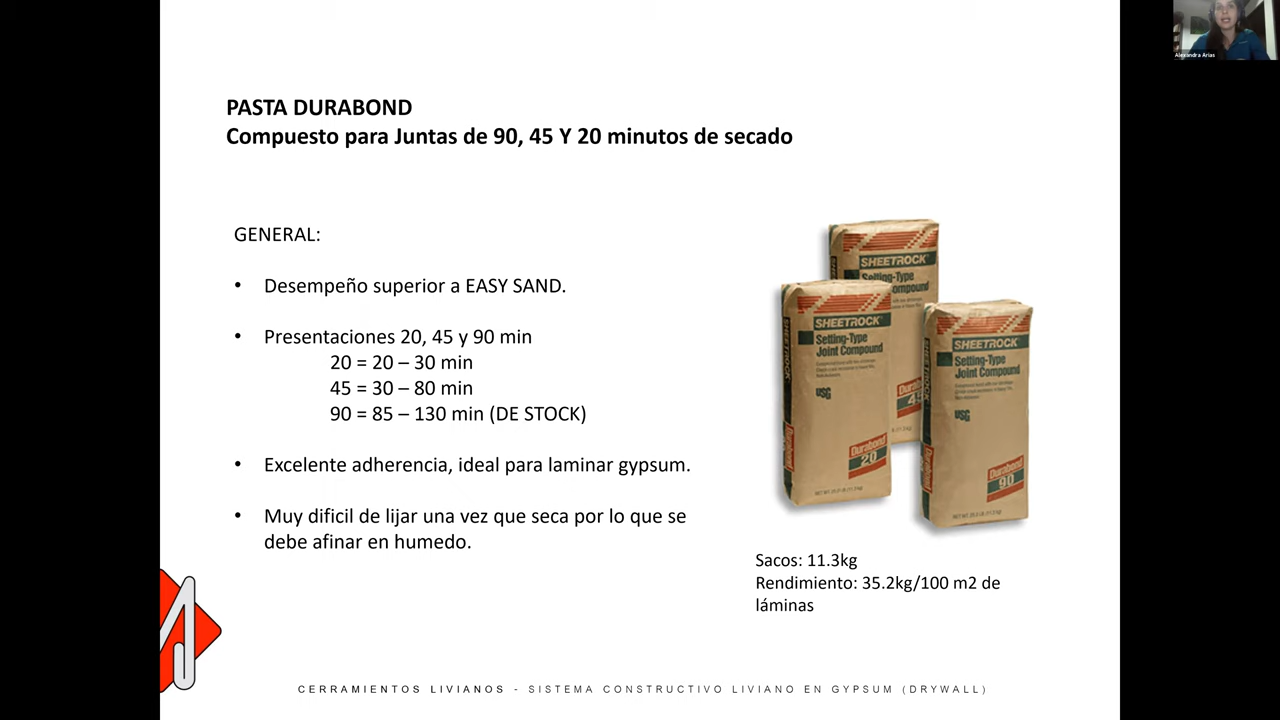 Alexandra Arias
PASTA DURABOND
Compuesto para Juntas de 90, 45 Y 20 minutos de secado
GENERAL:
• Desempeño superior a EASY SAND.
• Presentaciones 20, 45 y 90 min
20 = 20 – 30 min
45 = 30 – 80 min
90 = 85 – 130 min (DE STOCK)
• Excelente adherencia, ideal para laminar gypsum.
• Muy dificil de lijar una vez que seca por lo que se
debe afinar en humedo.
SHEETROCK
Setting-Type
Joint Compound
SHEETROCK
Setting-Type
Joint Compound
USG
Durabond
20
SHEETROCK
Setting-Type
Joint Compound
USG
Durabond
90
Sacos: 11.3kg
Rendimiento: 35.2kg/100 m2 de
láminas
CERRAMIENTOS LIVIANOS - SISTEMA CONSTRUCTIVO LIVIANO EN GYPSUM (DRYWALL)